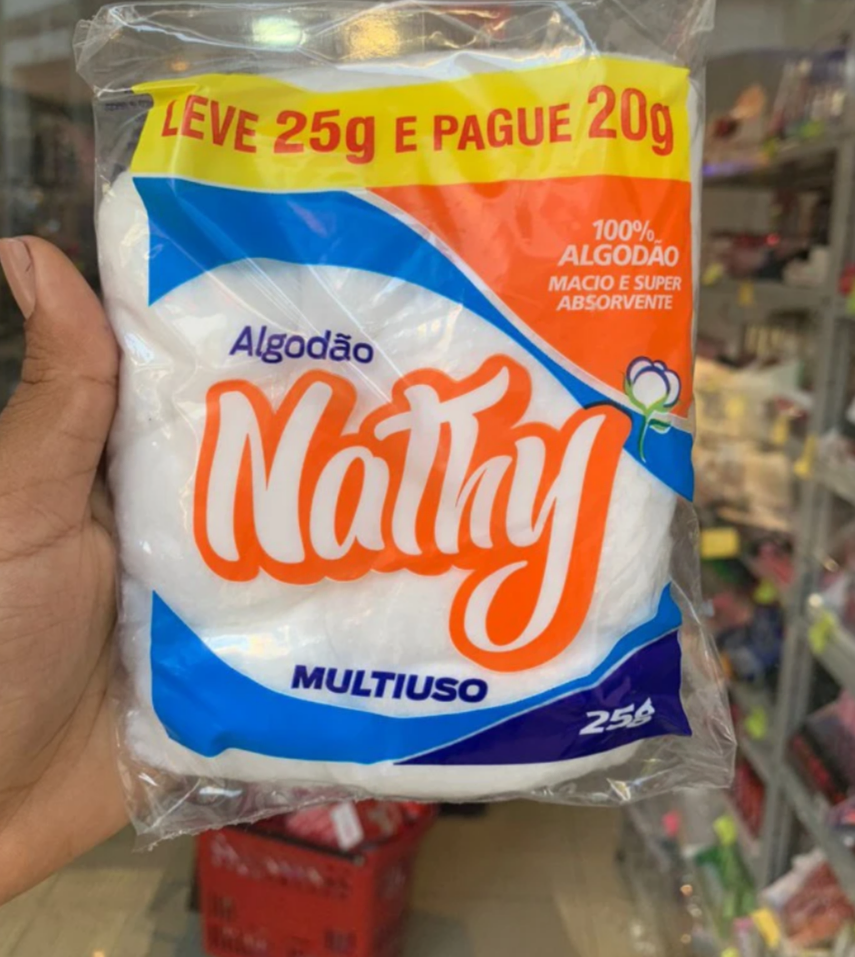 LEVE 25g E PAGUE 20g
100%
ALGODÃO
MACIO E SUPER
ABSORVENTE
Algodão
Nathy
MULTIUSO
25g